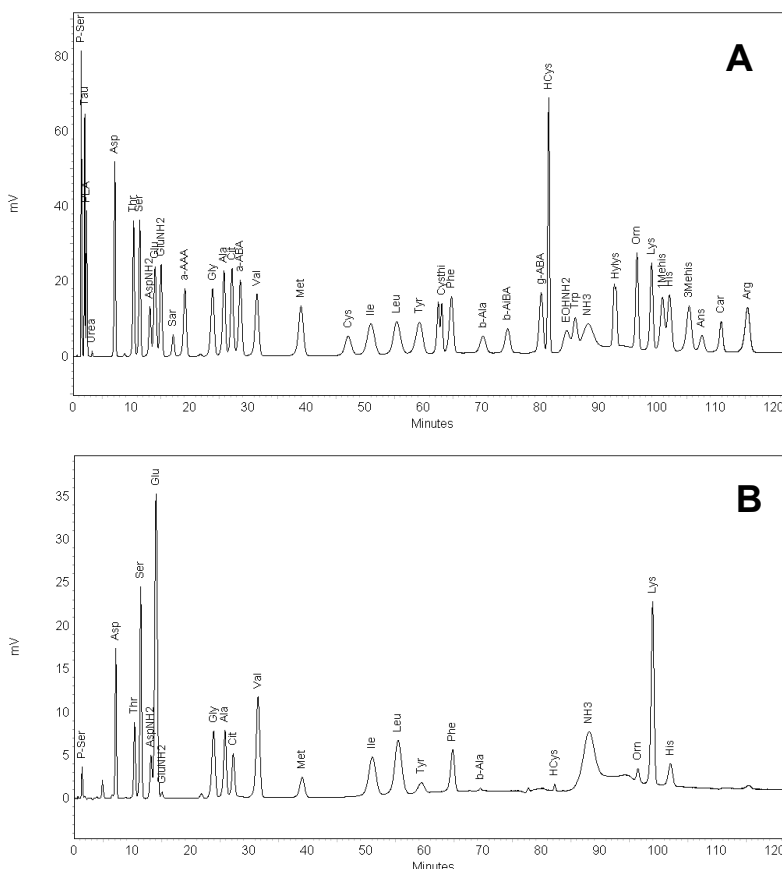 A
mV
80
60
40
20
0
P-Ser
Tau
PEA
Urea
Asp
Thr
Ser
AspNH2
Glu
GluNH2
Sar
a-AAA
Gly
Ala
Cit
a-ABA
Val
Met
Cys
Ile
Leu
Tyr
Cysthi
Phe
b-Ala
b-AIBA
g-ABA
HCys
EOHNH2
Trp
NH3
Hylys
Orn
Lys
1Mehis
His
3Mehis
Ans
Car
Arg
0 10 20 30 40 50 60 70 80 90 100 110 120
Minutes
B
mV
35
30
25
20
15
10
5
0
P-Ser
Asp
Thr
Ser
AspNH2
Glu
GluNH2
Gly
Ala
Cit
Val
Met
Ile
Leu
Tyr
Phe
b-Ala
HCys
NH3
Orn
Lys
His
0 10 20 30 40 50 60 70 80 90 100 110 120
Minutes